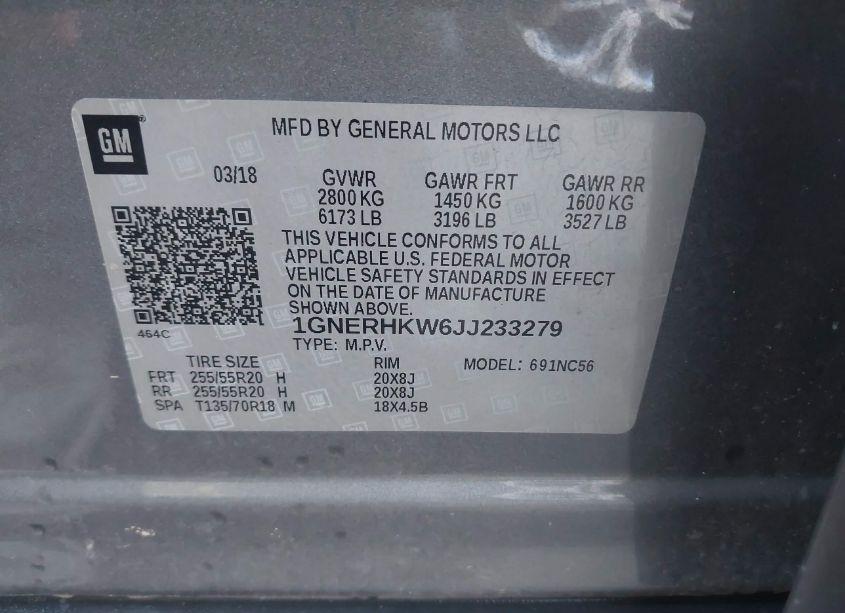 GM
MFD BY GENERAL MOTORS LLC
03/18 GVWR GAWR FRT GAWR RR
2800 KG 1450 KG 1600 KG
6173 LB 3196 LB 3527 LB
THIS VEHICLE CONFORMS TO ALL
APPLICABLE U.S. FEDERAL MOTOR
VEHICLE SAFETY STANDARDS IN EFFECT
ON THE DATE OF MANUFACTURE
SHOWN ABOVE.
1GNERHKW6JJ233279
464C
TYPE: M.P.V. MODEL: 691NC56
TIRE SIZE RIM
FRT 255/55R20 H 20X8J
RR 255/55R20 H 20X8J
SPA T135/70R18 M 18X4.5B